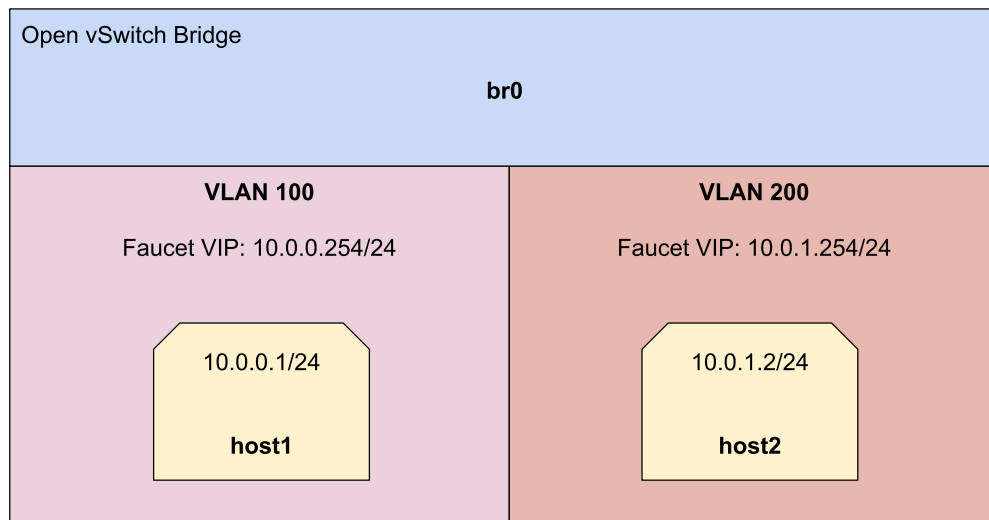 Open vSwitch Bridge
br0
VLAN 100
Faucet VIP: 10.0.0.254/24
10.0.0.1/24
host1
VLAN 200
Faucet VIP: 10.0.1.254/24
10.0.1.2/24
host2